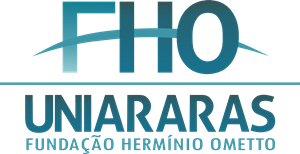 FHO
UNIARARAS
FUNDAÇÃO HERMÍNIO OMETTO